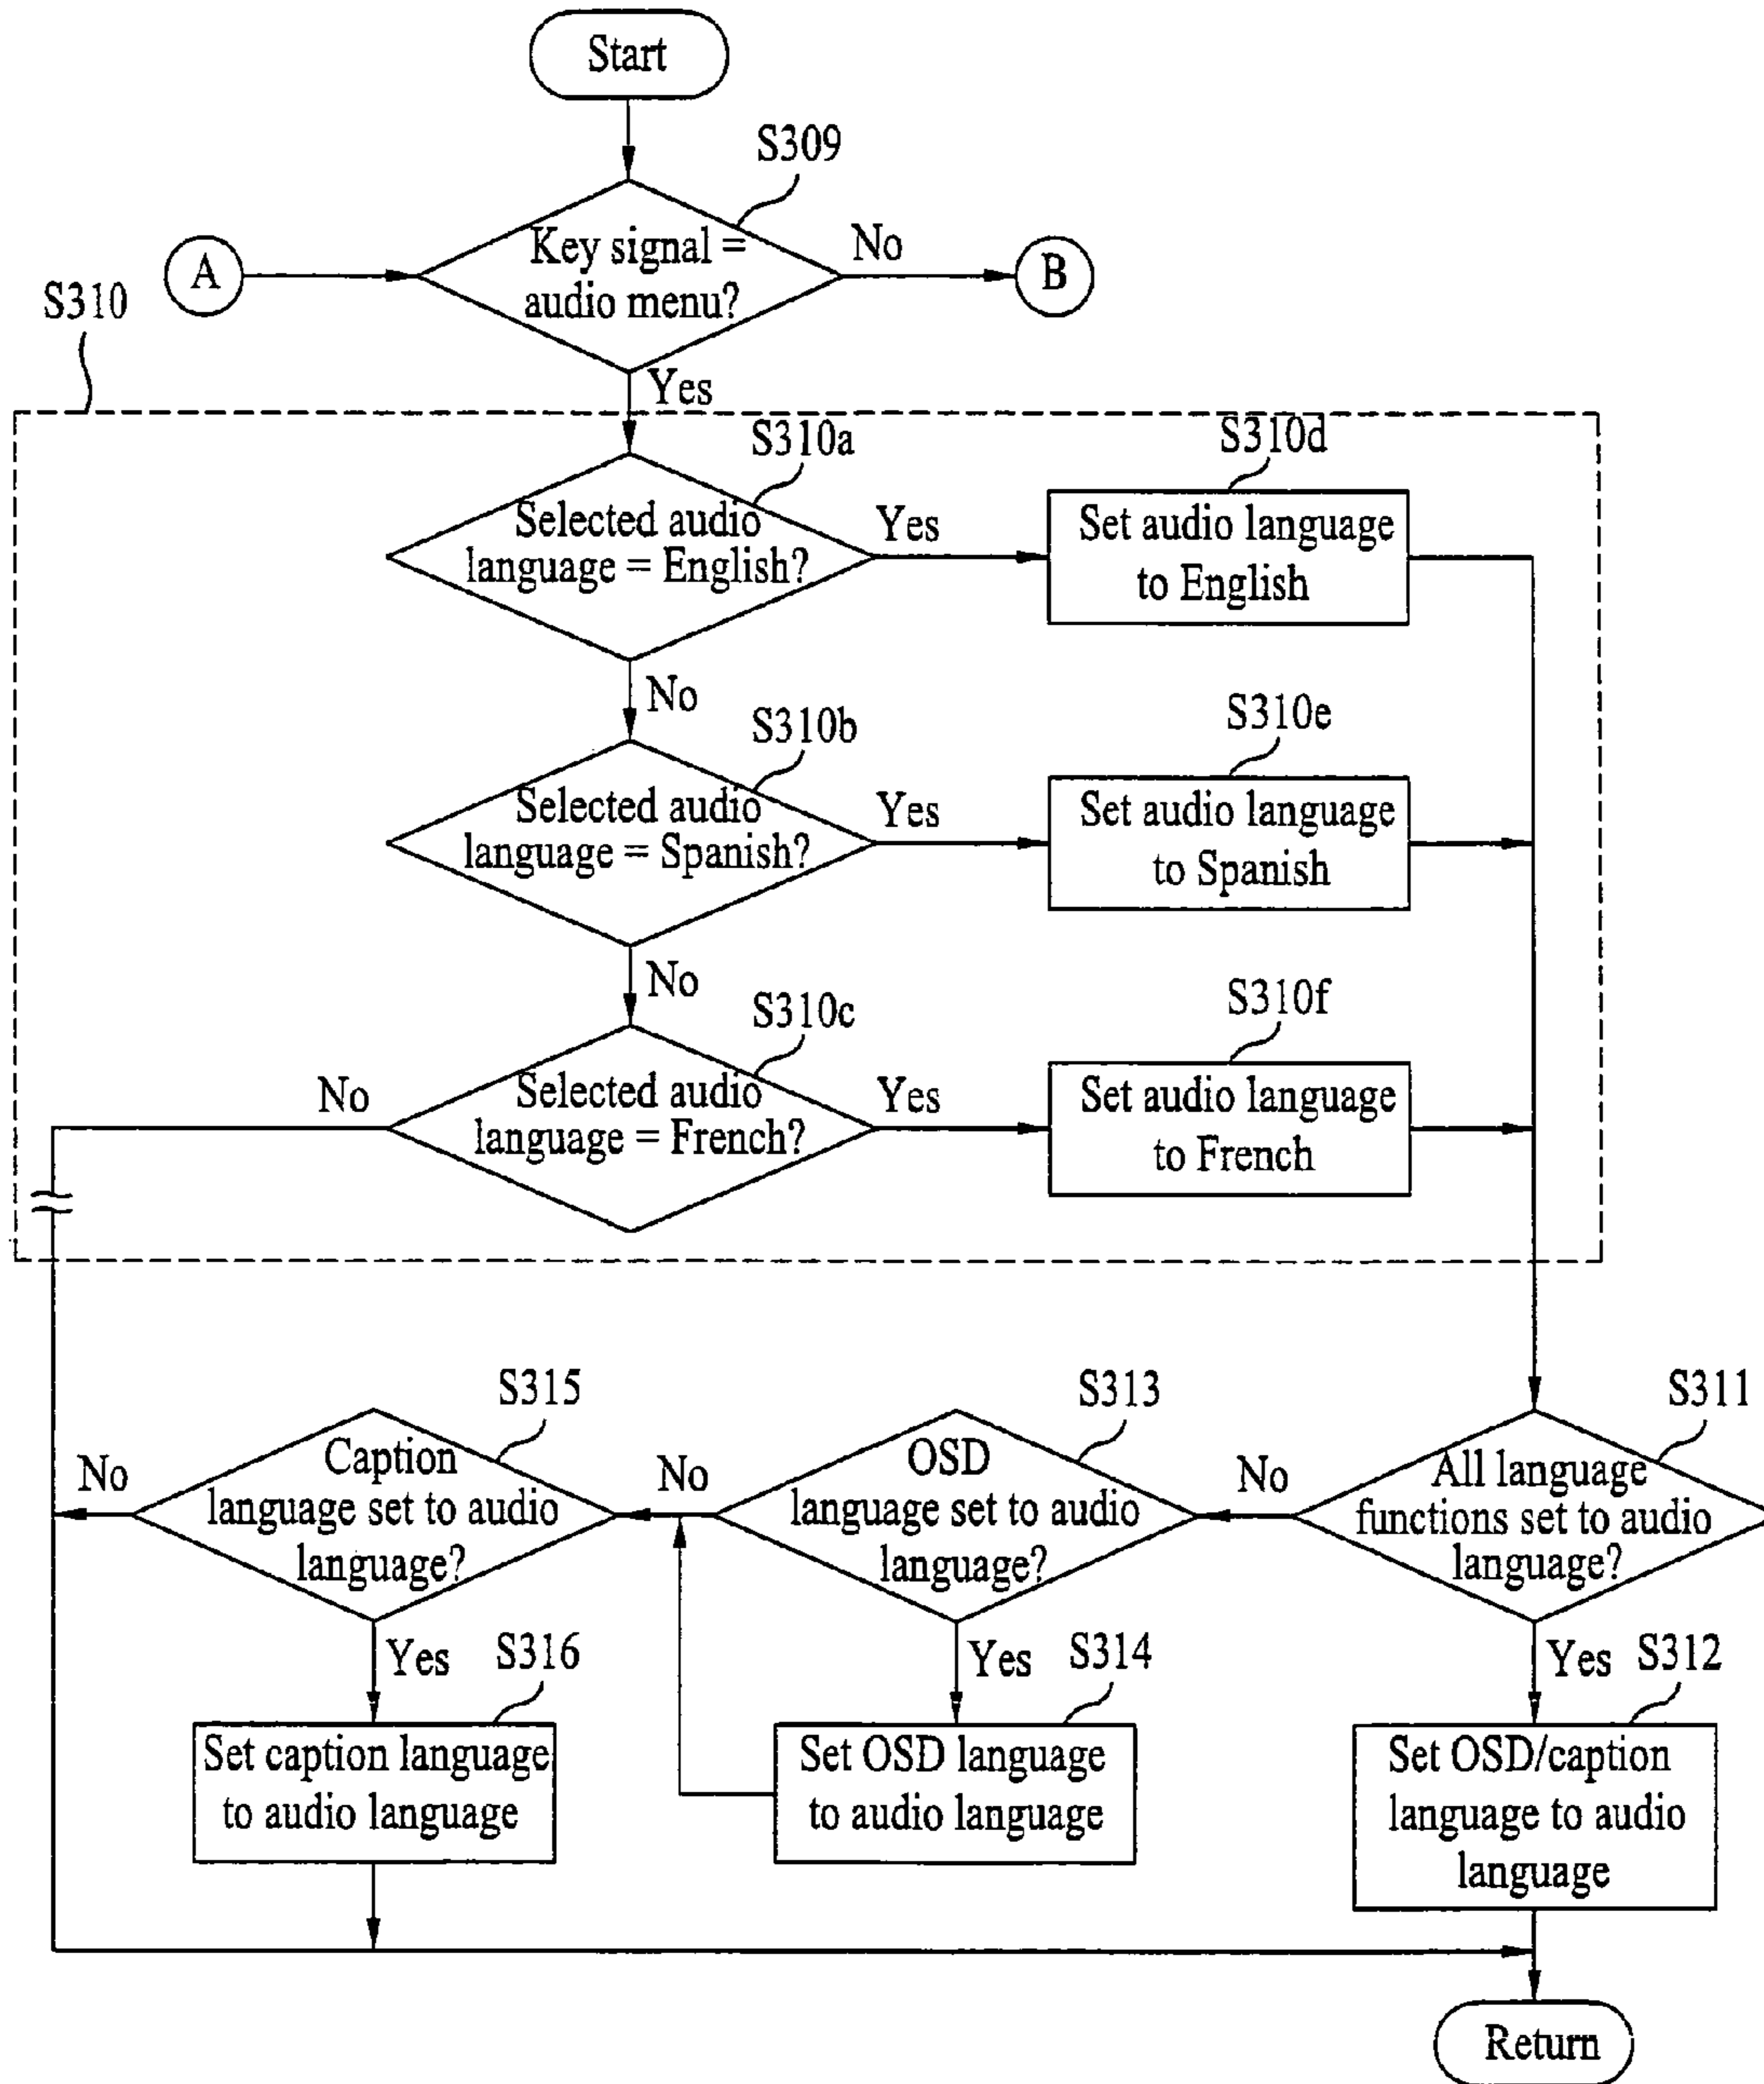 Start
S309
Key signal =
audio menu?
A
No
B
S310
Yes
S310a
Selected audio
language = English?
Yes
S310d
Set audio language
to English
No
S310b
Selected audio
language = Spanish?
Yes
S310e
Set audio language
to Spanish
No
S310c
Selected audio
language = French?
No
Yes
S310f
Set audio language
to French
S315
Caption
language set to audio
language?
No
S313
OSD
language set to audio
language?
No
S311
All language
functions set to audio
language?
No
Yes
S316
Set caption language
to audio language
Yes
S314
Set OSD language
to audio language
Yes
S312
Set OSD/caption
language to audio
language
Return